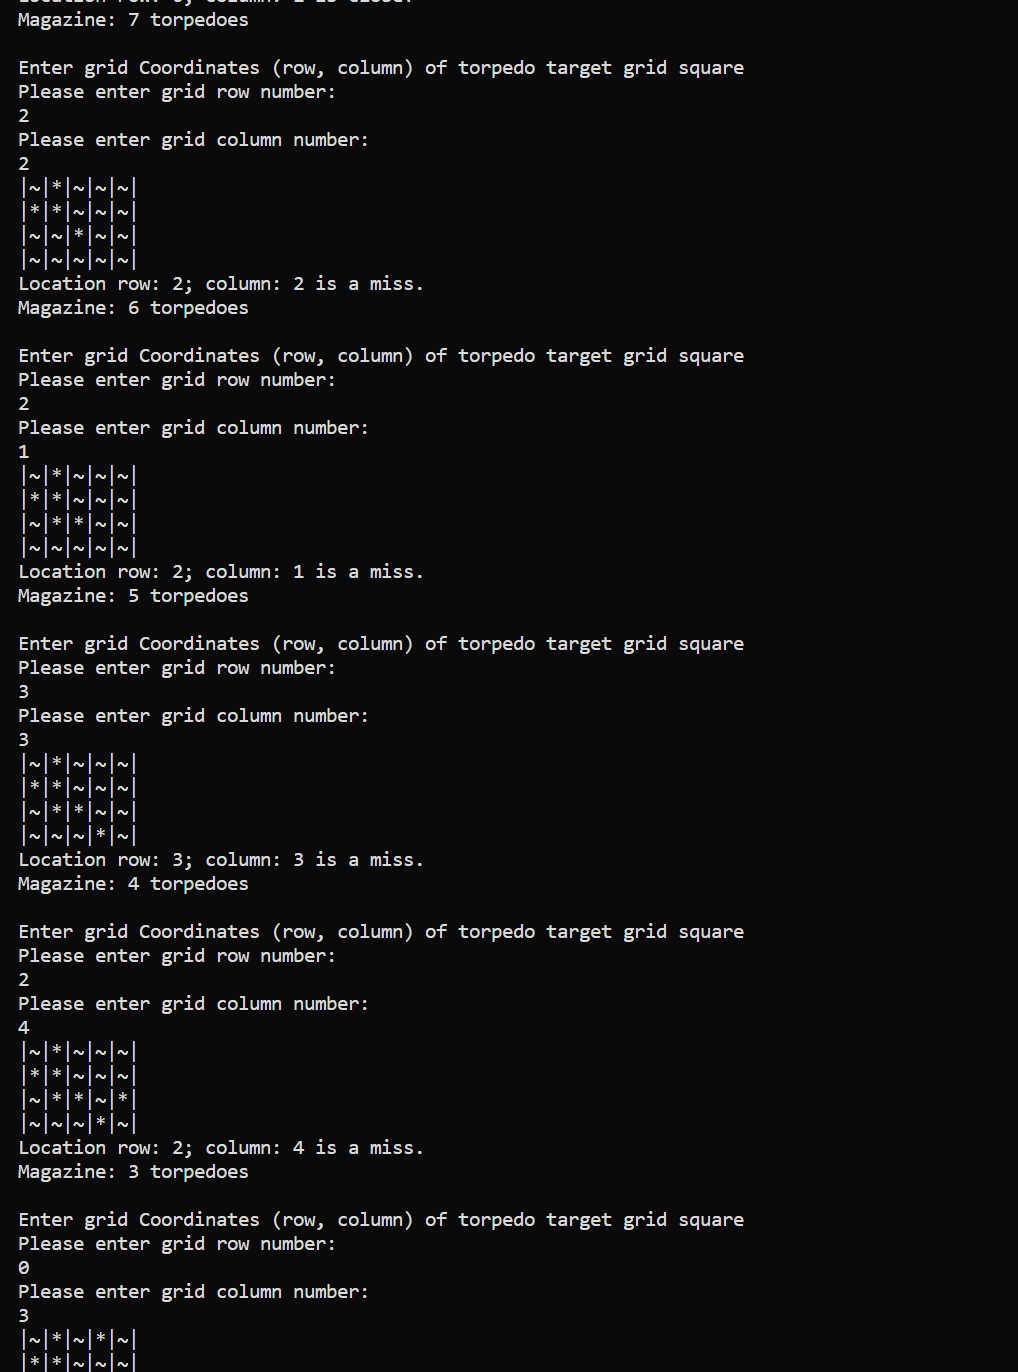 Magazine: 7 torpedoes
Enter grid Coordinates (row, column) of torpedo target grid square
Please enter grid row number:
2
Please enter grid column number:
2
|~|*|~|~|~|
|*|*|~|~|~|
|~|~|*|~|~|
|~|~|~|~|~|
Location row: 2; column: 2 is a miss.
Magazine: 6 torpedoes
Enter grid Coordinates (row, column) of torpedo target grid square
Please enter grid row number:
2
Please enter grid column number:
1
|~|*|~|~|~|
|*|*|~|~|~|
|~|*|*|~|~|
|~|~|~|~|~|
Location row: 2; column: 1 is a miss.
Magazine: 5 torpedoes
Enter grid Coordinates (row, column) of torpedo target grid square
Please enter grid row number:
3
Please enter grid column number:
3
|~|*|~|~|~|
|*|*|~|~|~|
|~|*|*|~|~|
|~|~|~|*|~|
Location row: 3; column: 3 is a miss.
Magazine: 4 torpedoes
Enter grid Coordinates (row, column) of torpedo target grid square
Please enter grid row number:
2
Please enter grid column number:
4
|~|*|~|~|~|
|*|*|~|~|~|
|~|*|*|~|*|
|~|~|~|*|~|
Location row: 2; column: 4 is a miss.
Magazine: 3 torpedoes
Enter grid Coordinates (row, column) of torpedo target grid square
Please enter grid row number:
0
Please enter grid column number:
3
|~|*|~|*|~|
|*|*|~|~|~|